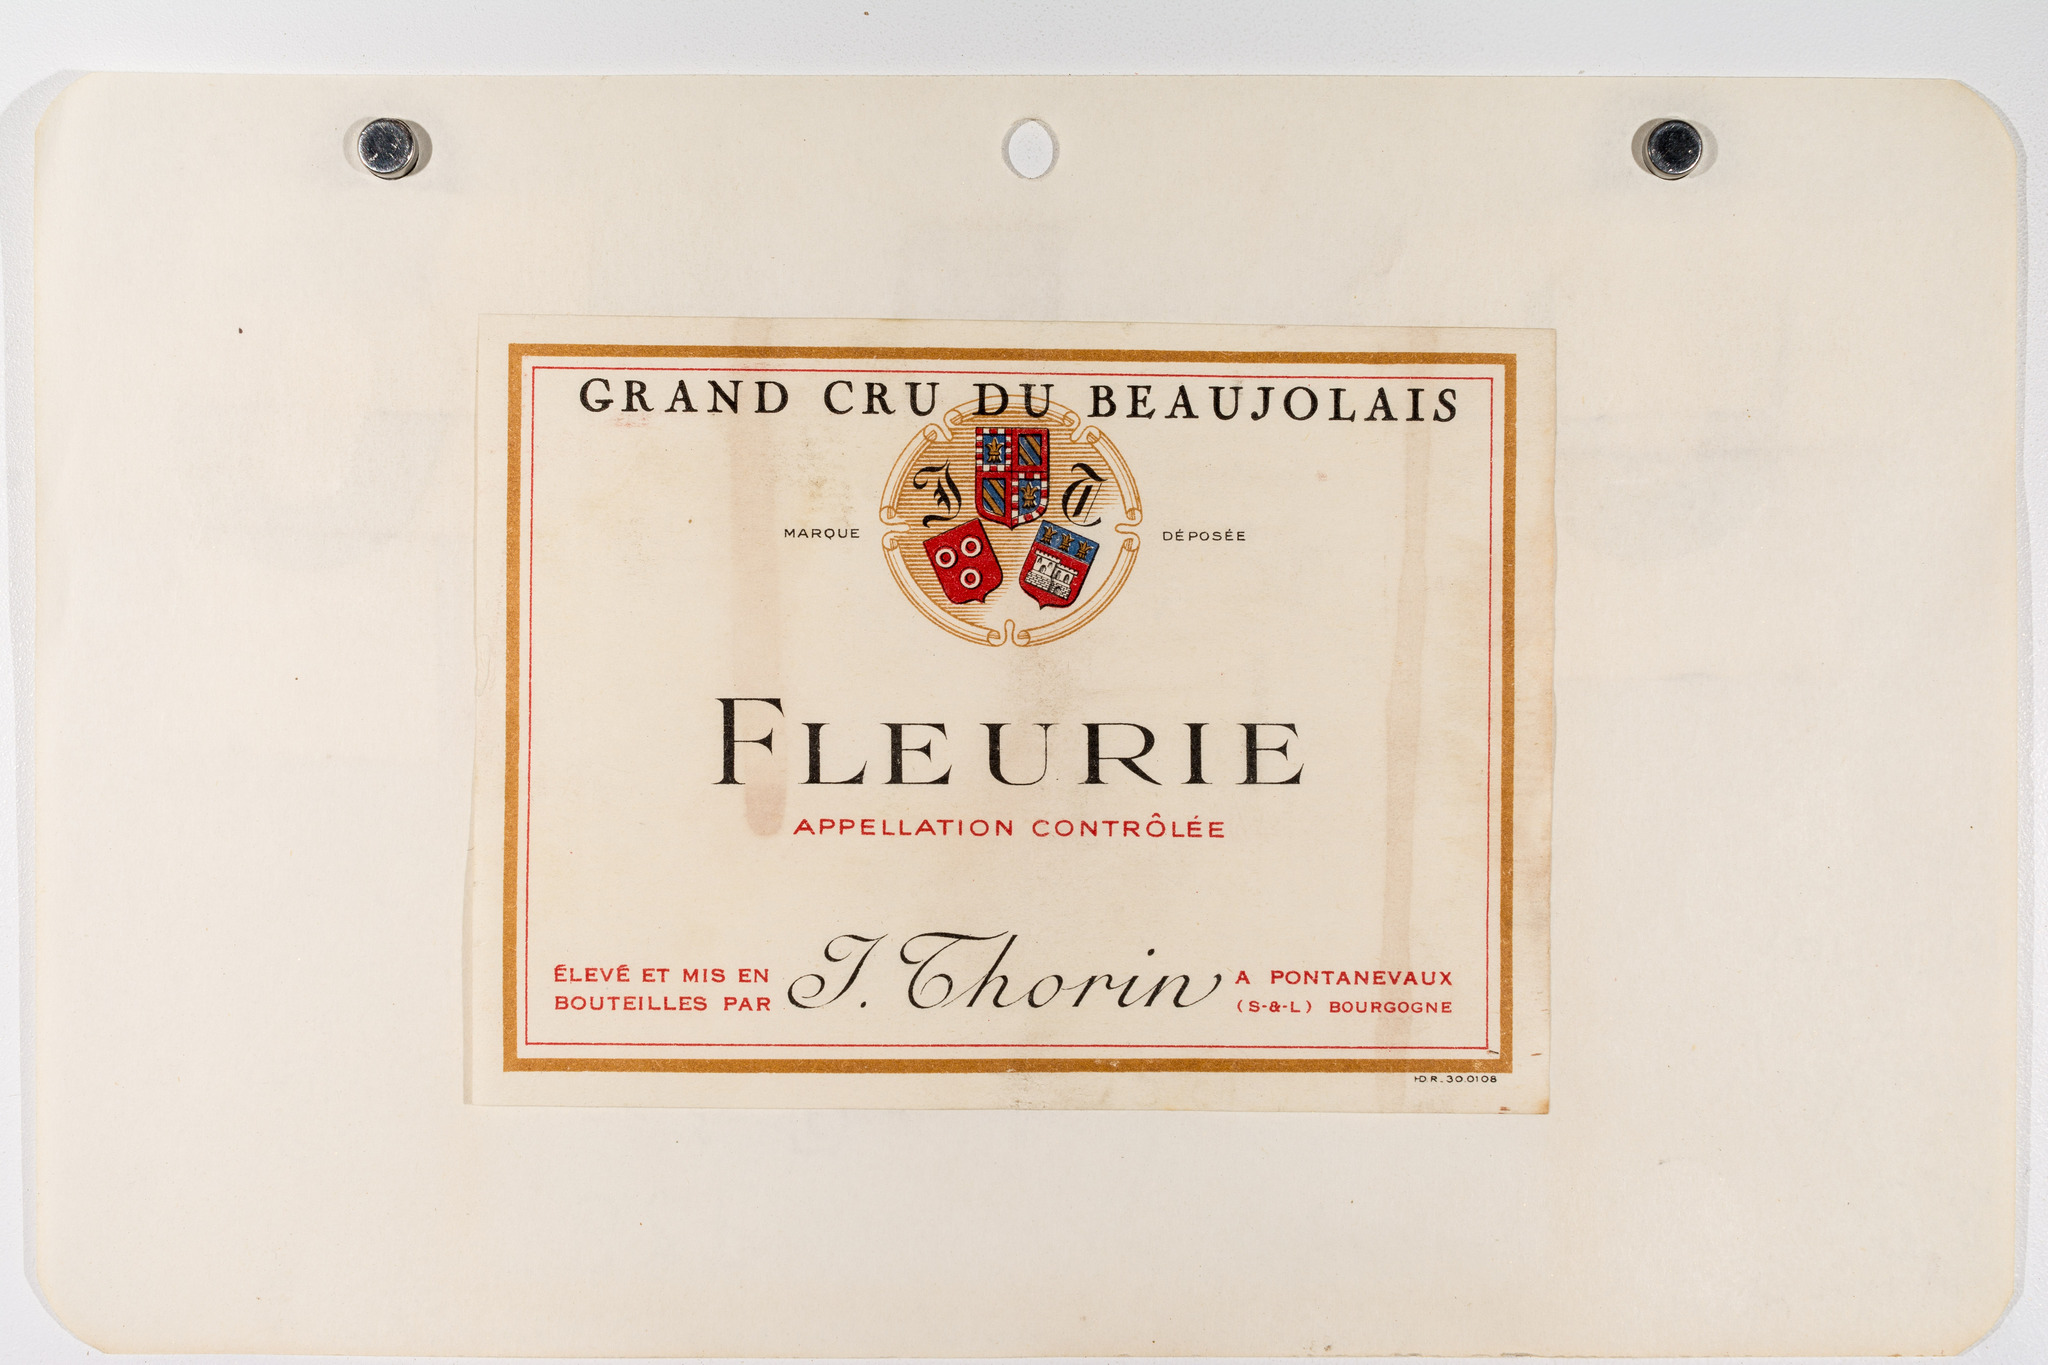 GRAND CRU DU BEAUJOLAIS
J T
MARQUE DÉPOSÉE
FLEURIE
APPELLATION CONTRÔLÉE
ÉLEVÉ ET MIS EN
BOUTEILLES PAR
J. Thorin
A PONTANEVAUX
(S-&-L) BOURGOGNE